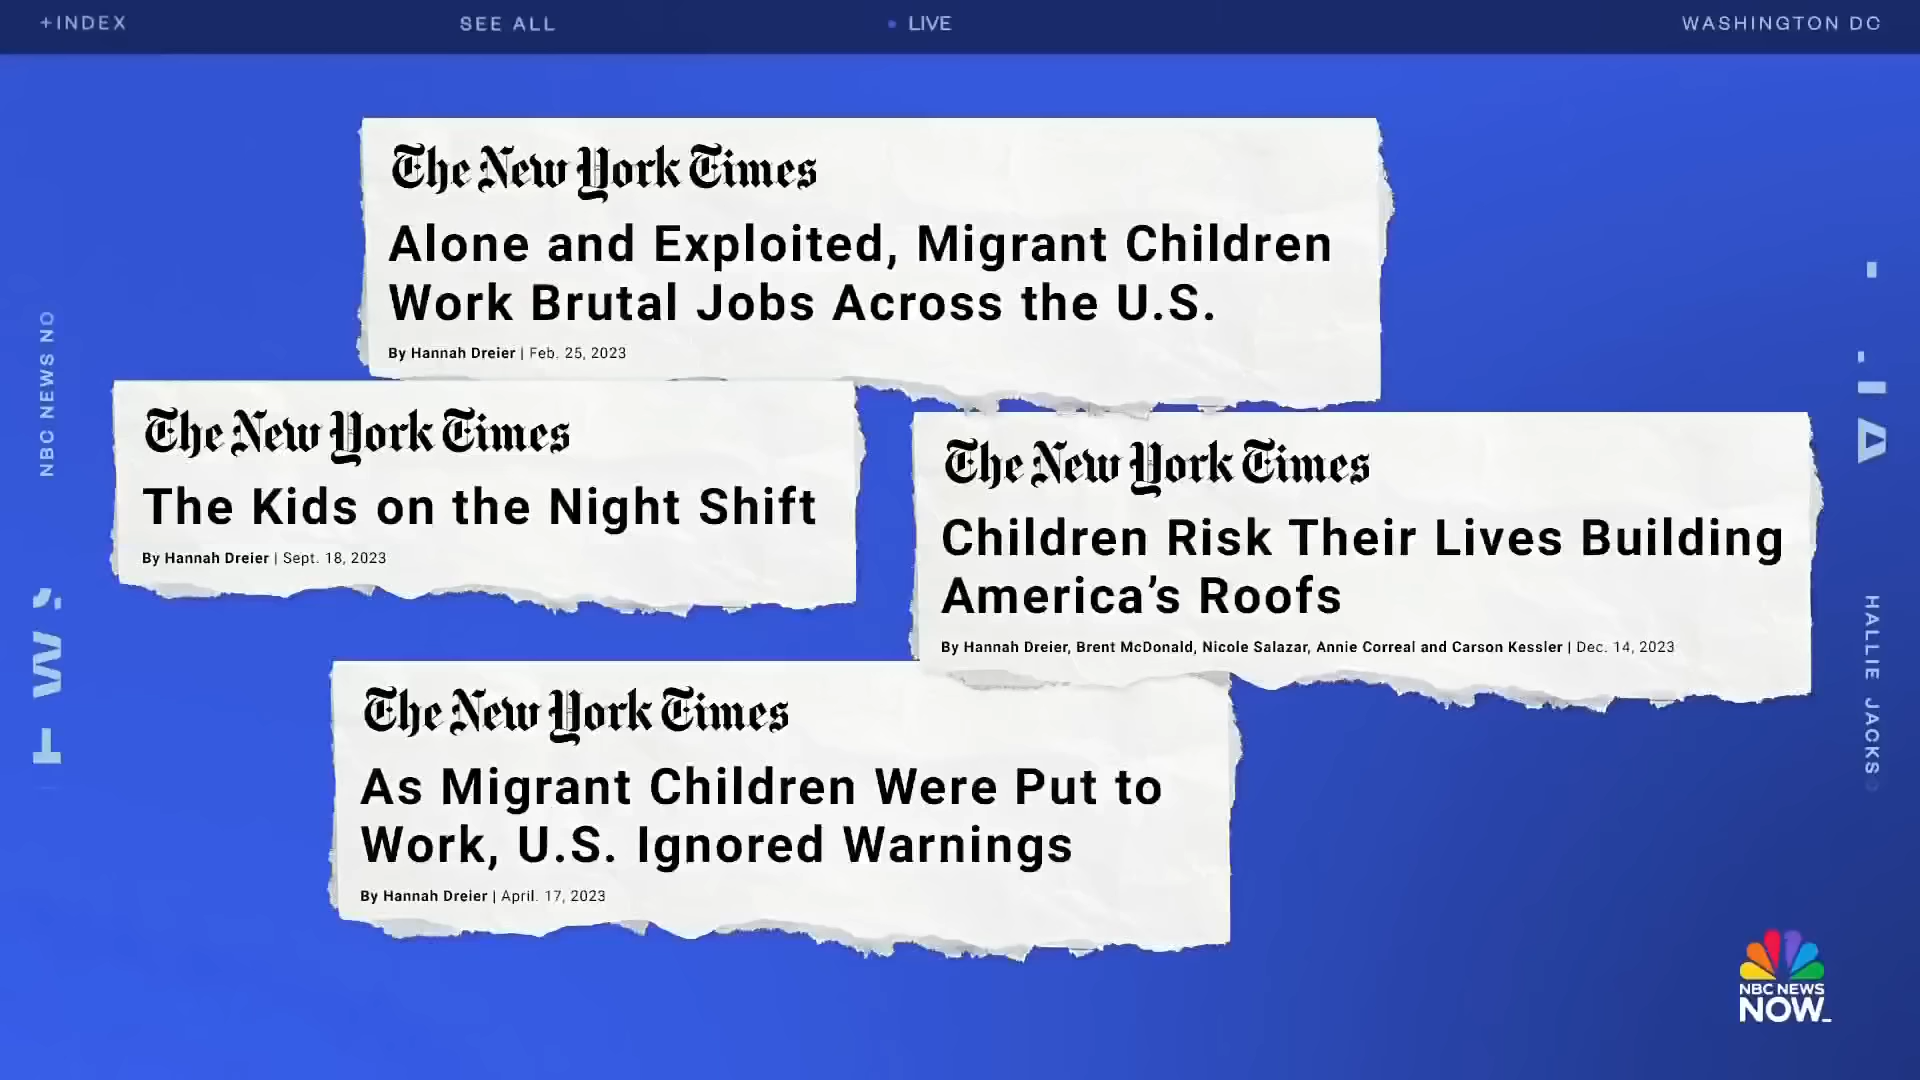 +INDEX
SEE ALL
LIVE
WASHINGTON DC
The New York Times
Alone and Exploited, Migrant Children
Work Brutal Jobs Across the U.S.
By Hannah Dreier | Feb. 25, 2023
The New York Times
The Kids on the Night Shift
By Hannah Dreier | Sept. 18, 2023
The New York Times
Children Risk Their Lives Building
America’s Roofs
By Hannah Dreier, Brent McDonald, Nicole Salazar, Annie Correal and Carson Kessler | Dec. 14, 2023
The New York Times
As Migrant Children Were Put to
Work, U.S. Ignored Warnings
By Hannah Dreier | April. 17, 2023
NBC NEWS NO
HALLIE JACKS
NBC NEWS
NOW_